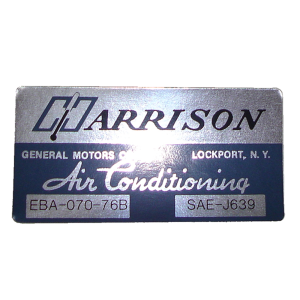 HARRISON
GENERAL MOTORS LOCKPORT, N. Y.
Air Conditioning
EBA-070-76B SAE-J639